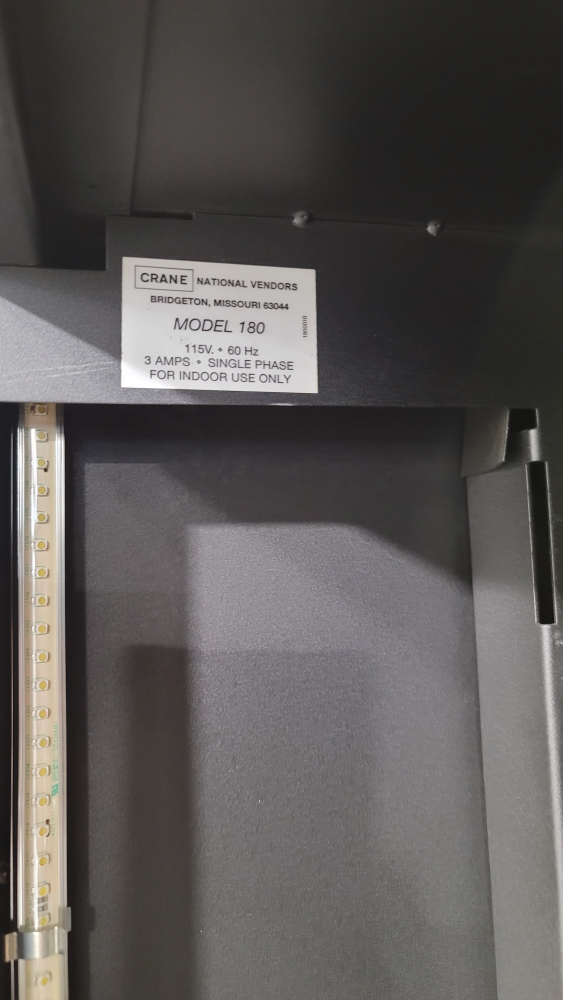 CRANE NATIONAL VENDORS
BRIDGETON, MISSOURI 63044
MODEL 180
115V. • 60 Hz
3 AMPS • SINGLE PHASE
FOR INDOOR USE ONLY
1805010